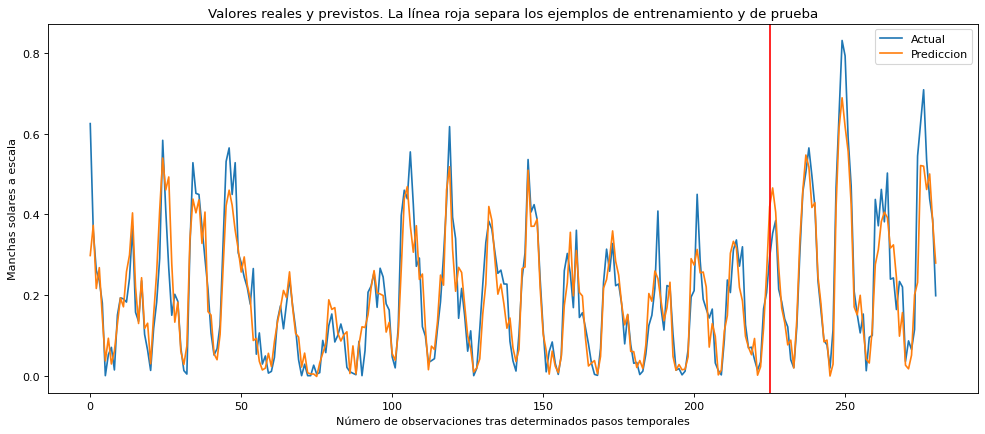 Valores reales y previstos. La línea roja separa los ejemplos de entrenamiento y de prueba
Actual
Prediccion
Manchas solares a escala
0.8
0.6
0.4
0.2
0.0
0
50
100
150
200
250
Número de observaciones tras determinados pasos temporales